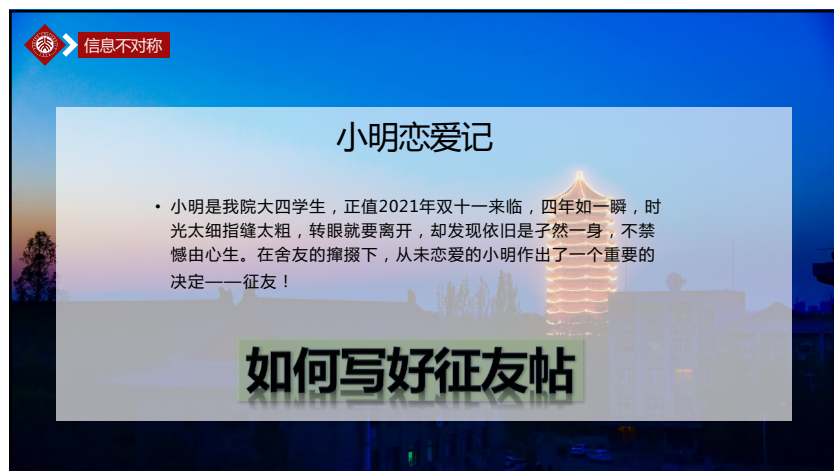 信息不对称
小明恋爱记
• 小明是我院大四学生，正值2021年双十一来临，四年如一瞬，时
光太细指缝太粗，转眼就要离开，却发现依旧是孑然一身，不禁
憾由心生。在舍友的撺掇下，从未恋爱的小明作出了一个重要的
决定——征友！
如何写好征友帖